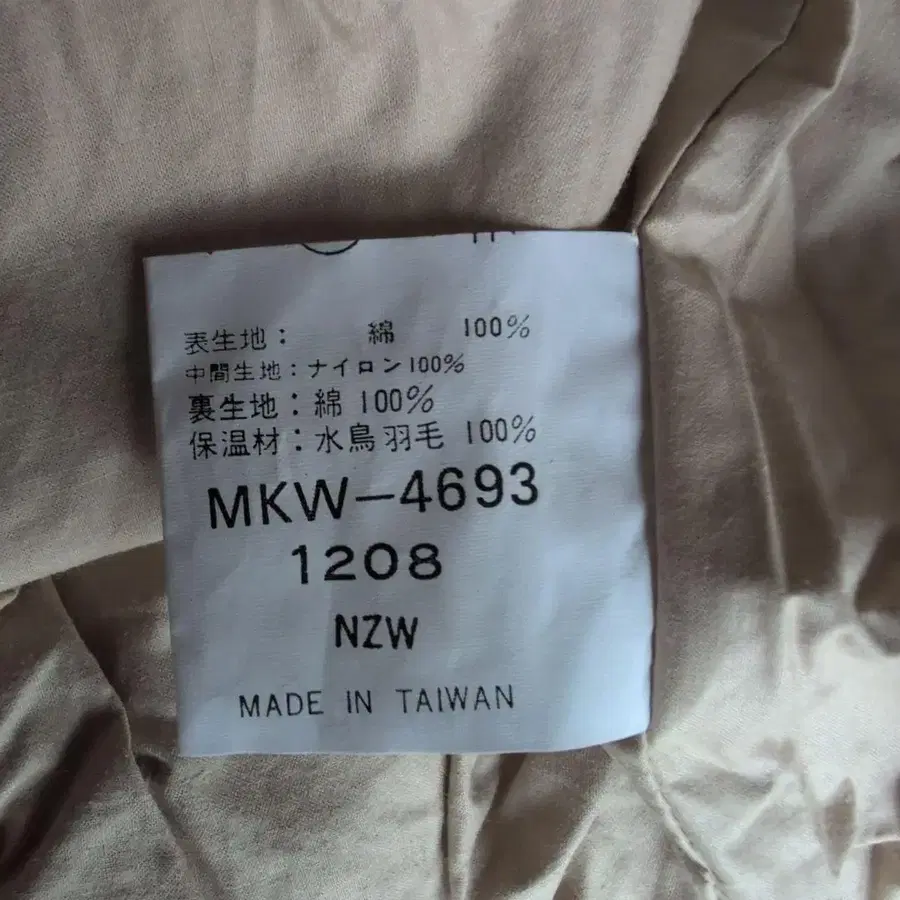 表生地： 綿 100%
中間生地：ナイロン100%
裏生地：綿 100%
保温材：水鳥羽毛 100%
MKW-4693
1208
NZW
MADE IN TAIWAN